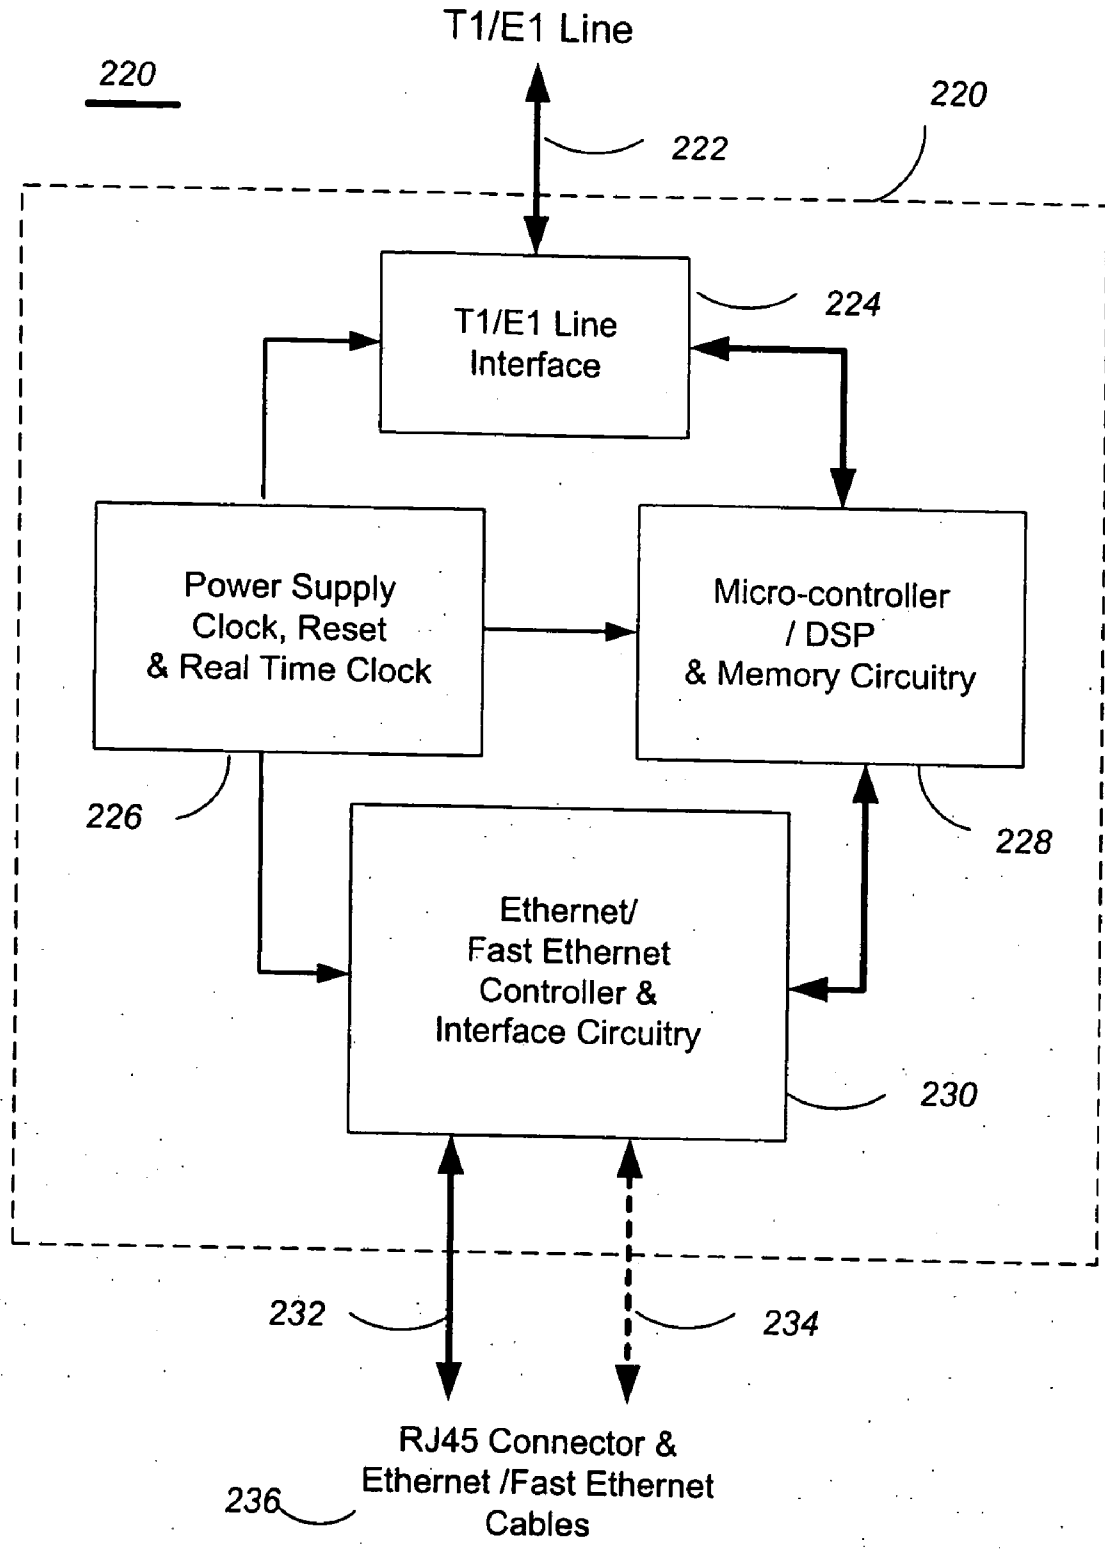 T1/E1 Line
220
220
222
T1/E1 Line
Interface
224
Power Supply
Clock, Reset
& Real Time Clock
Micro-controller
/ DSP
& Memory Circuitry
226
228
Ethernet/
Fast Ethernet
Controller &
Interface Circuitry
230
232
234
RJ45 Connector &
Ethernet /Fast Ethernet
Cables
236